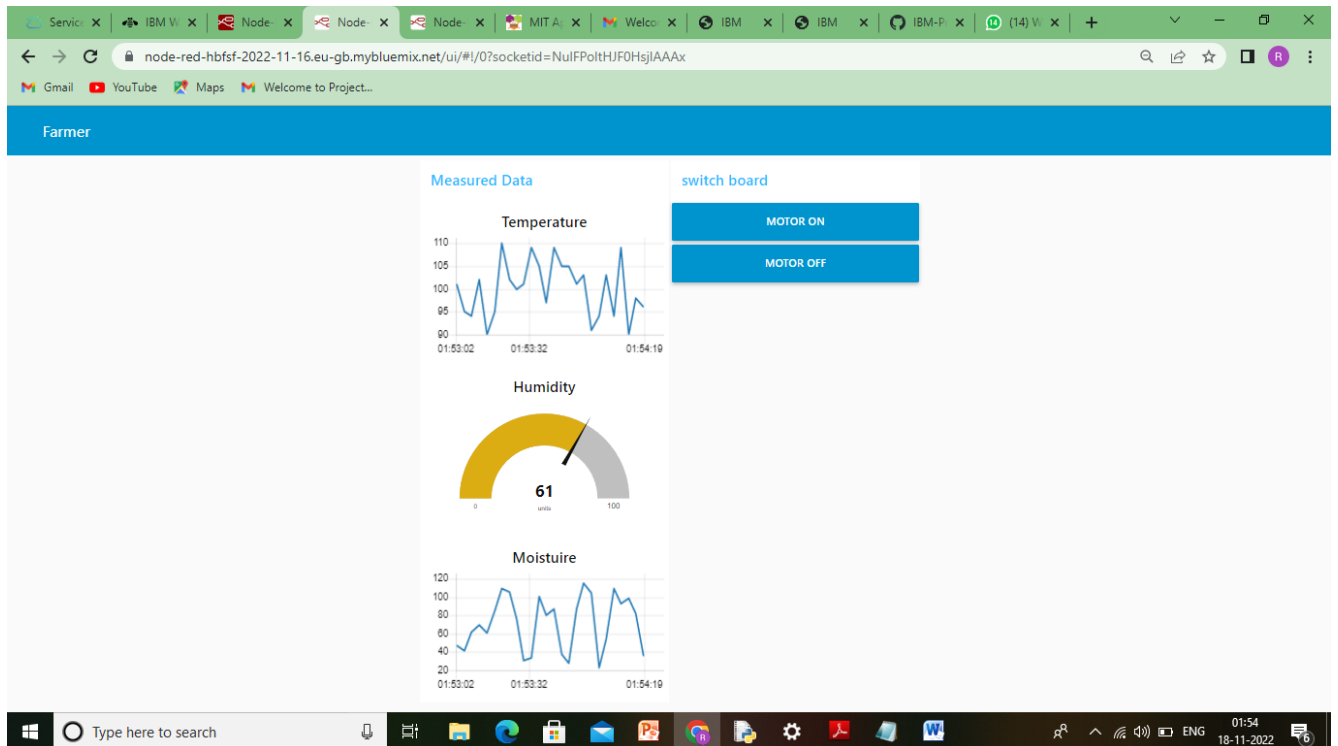 Service
IBM W
Node-
Node-
Node-
MIT Ap
Welco
IBM
IBM
IBM-P
(14) W
node-red-hbfsf-2022-11-16.eu-gb.mybluemix.net/ui/#!/0?socketid=NulFPoltHJF0HsjlAAAx
R
Gmail
YouTube
Maps
Welcome to Project...
Farmer
Measured Data
Temperature
110
105
100
95
90
01:53:02 01:53:32 01:54:19
Humidity
61
units
0 100
Moistuire
120
100
80
60
40
20
01:53:02 01:53:32 01:54:19
switch board
MOTOR ON
MOTOR OFF
Type here to search
ENG
01:54
18-11-2022
6